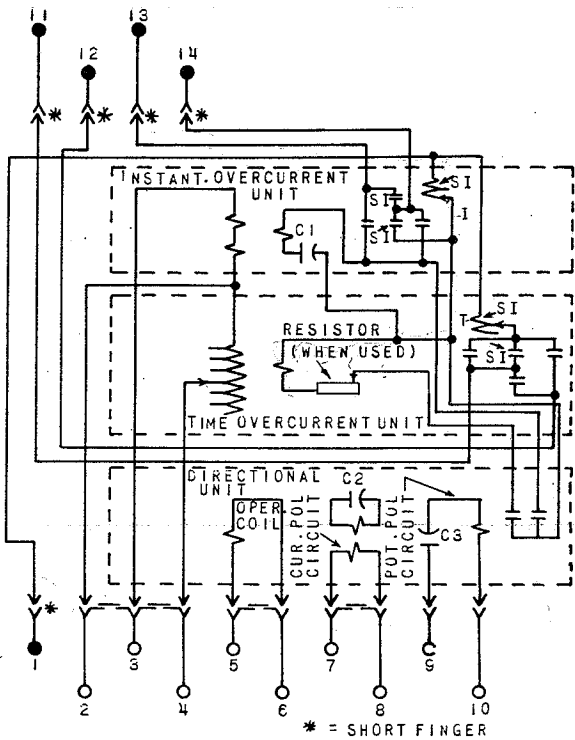 11
13
12
14
*
*
*
*
INSTANT. OVERCURRENT
UNIT
SI
SI
I
SI
C1
SI
T
SI
RESISTOR
(WHEN USED)
TIME OVERCURRENT UNIT
DIRECTIONAL
UNIT
OPER.
COIL
CUR. POL
CIRCUIT
C2
POT. POL
CIRCUIT
C3
*
1
3
5
7
9
2
4
6
8
10
* = SHORT FINGER